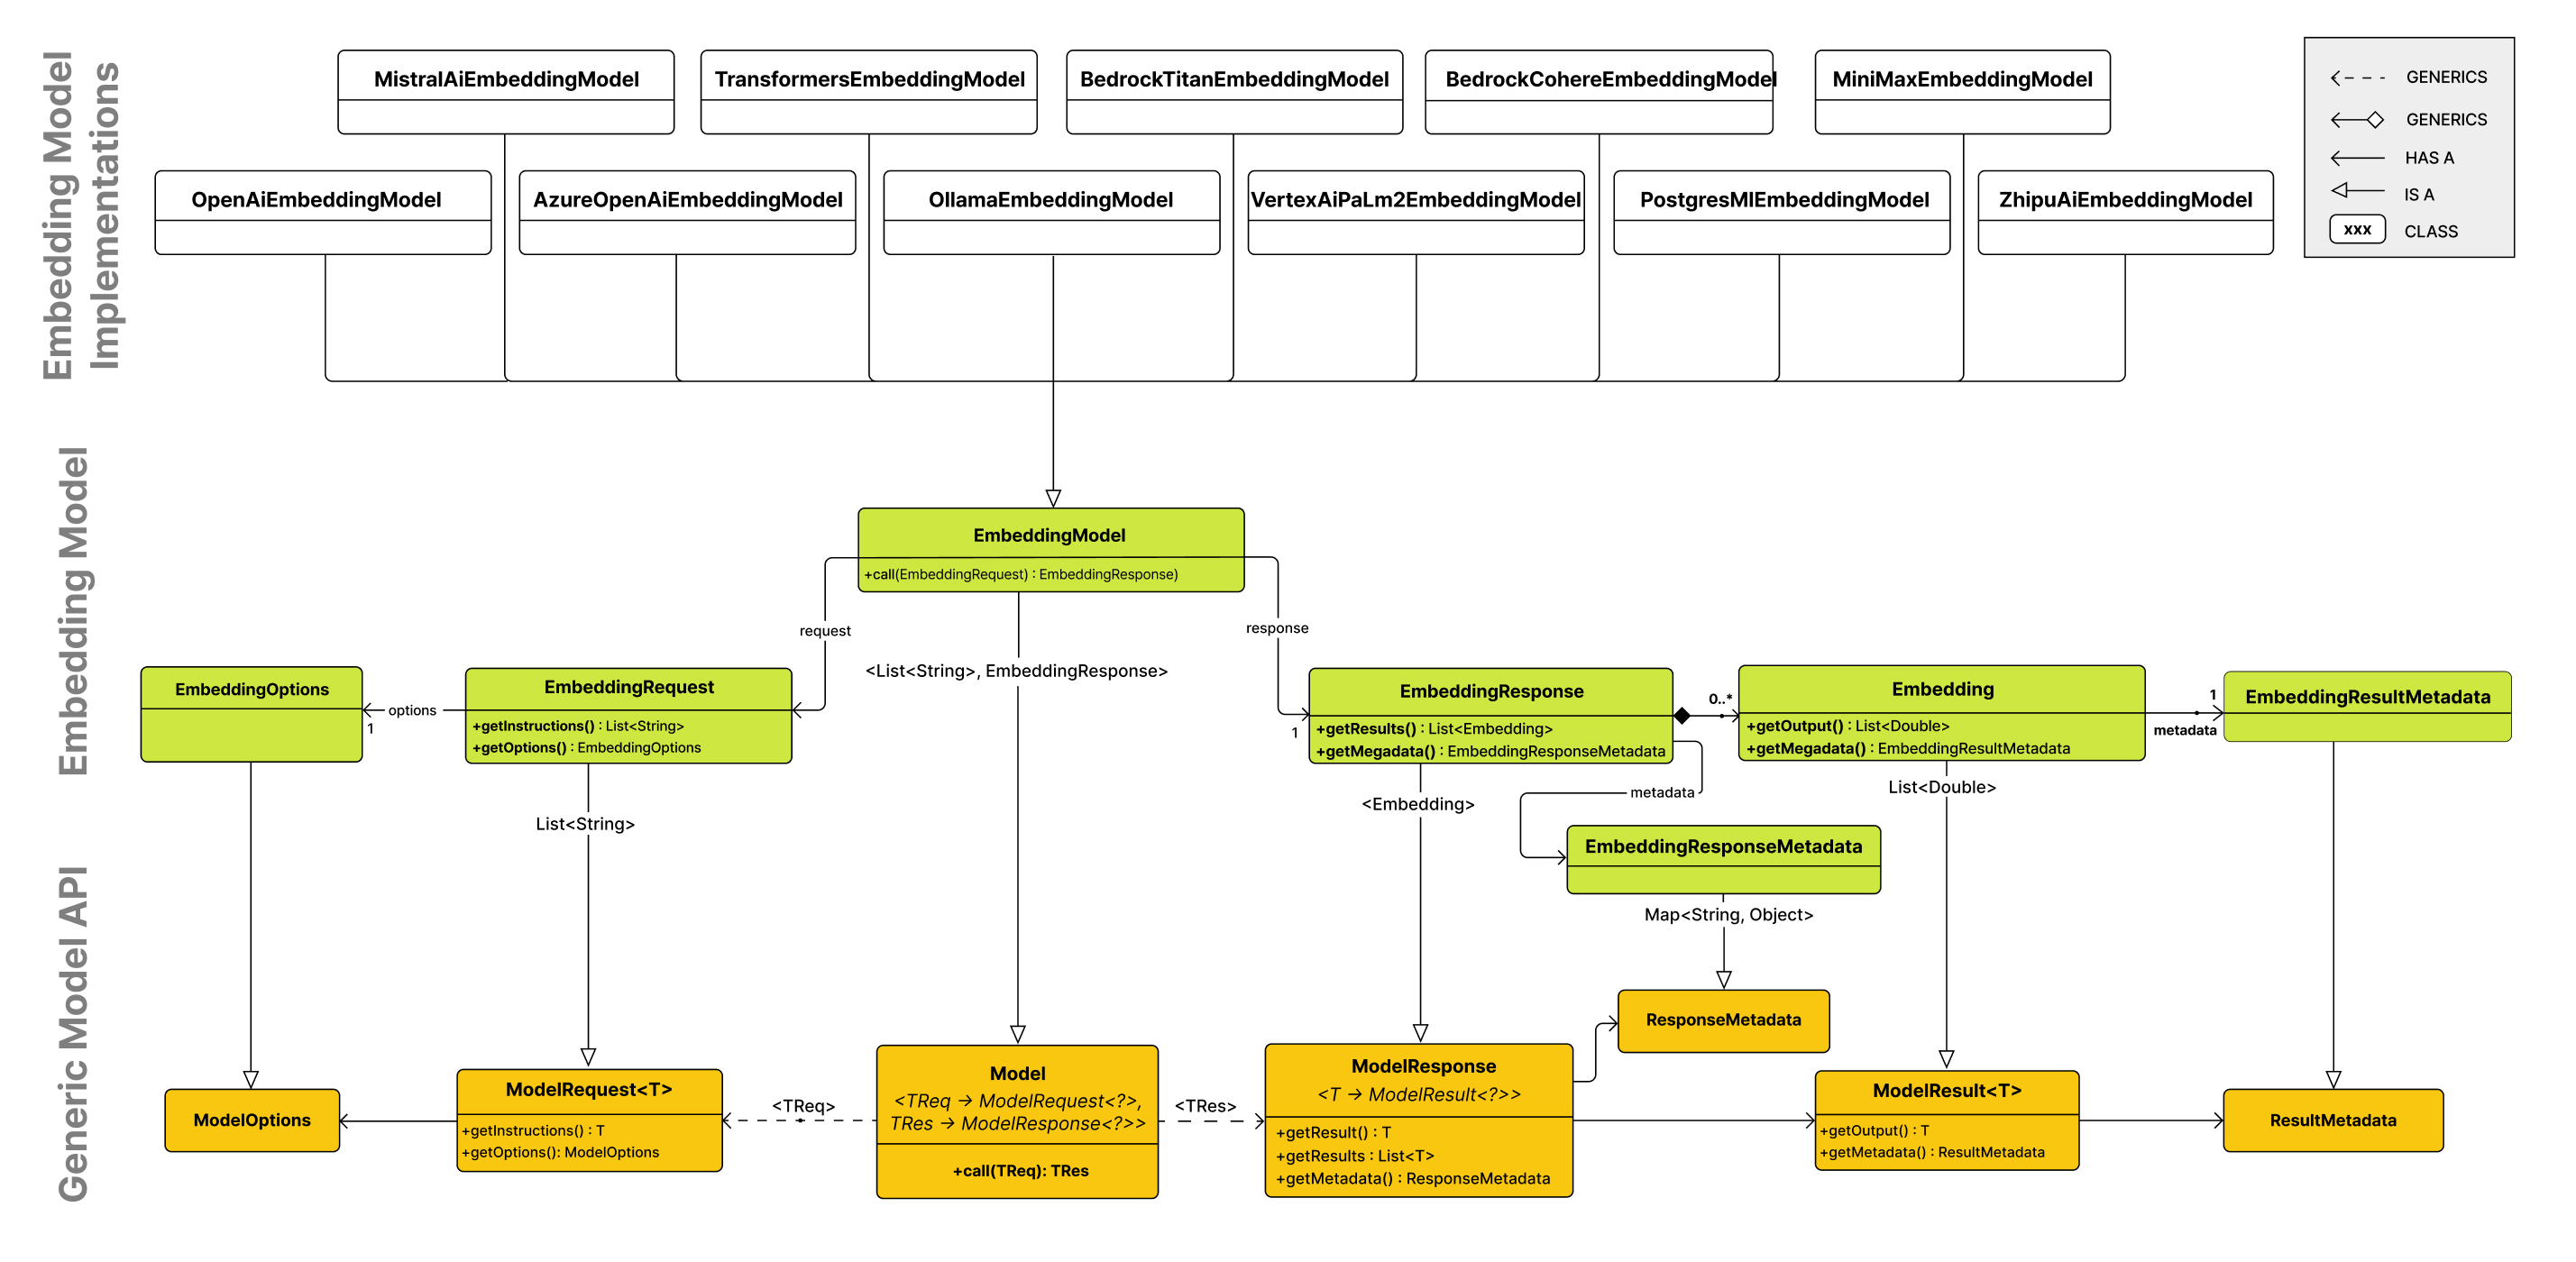 Embedding Model
Implementations
MistralAiEmbeddingModel
TransformersEmbeddingModel
BedrockTitanEmbeddingModel
BedrockCohereEmbeddingModel
MiniMaxEmbeddingModel
OpenAiEmbeddingModel
AzureOpenAiEmbeddingModel
OllamaEmbeddingModel
VertexAiPaLm2EmbeddingModel
PostgresMlEmbeddingModel
ZhipuAiEmbeddingModel
GENERICS
GENERICS
HAS A
IS A
xxx CLASS
Embedding Model
EmbeddingModel
+call(EmbeddingRequest) : EmbeddingResponse)
request
response
<List<String>, EmbeddingResponse>
EmbeddingOptions
options
1
EmbeddingRequest
+getInstructions() : List<String>
+getOptions() : EmbeddingOptions
1
EmbeddingResponse
+getResults() : List<Embedding>
+getMegadata() : EmbeddingResponseMetadata
0..*
Embedding
+getOutput() : List<Double>
+getMegadata() : EmbeddingResultMetadata
1
metadata
EmbeddingResultMetadata
List<String>
<Embedding>
metadata
List<Double>
EmbeddingResponseMetadata
Map<String, Object>
Generic Model API
ResponseMetadata
ModelOptions
ModelRequest<T>
+getInstructions() : T
+getOptions(): ModelOptions
<TReq>
Model
<TReq → ModelRequest<?>,
TRes → ModelResponse<?>>
+call(TReq): TRes
<TRes>
ModelResponse
<T → ModelResult<?>>
+getResult() : T
+getResults : List<T>
+getMetadata() : ResponseMetadata
ModelResult<T>
+getOutput() : T
+getMetadata() : ResultMetadata
ResultMetadata